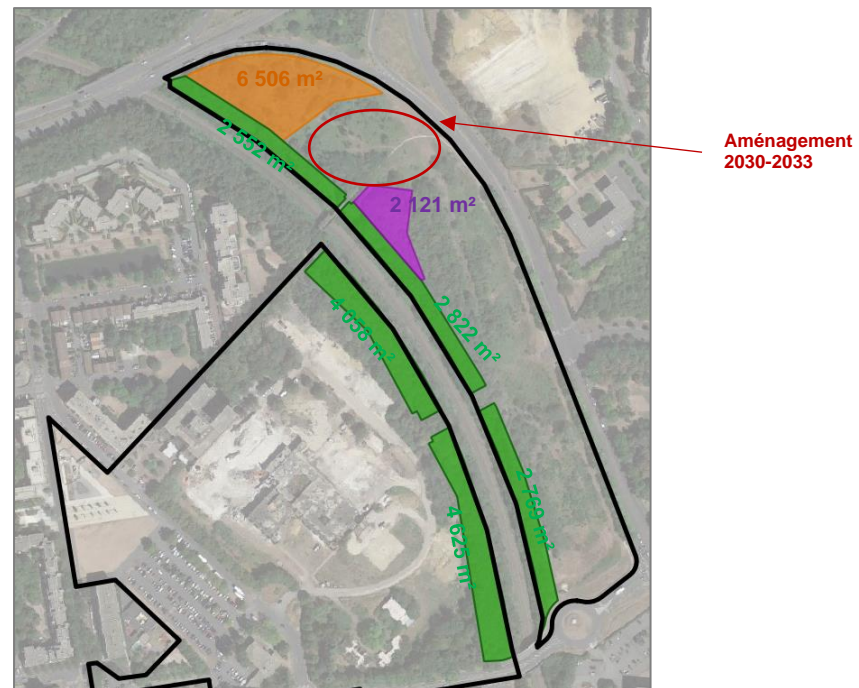 6 506 m²
2 552 m²
Aménagement
2030-2033
2 121 m²
2 822 m²
4 058 m²
2 769 m²
4 625 m²